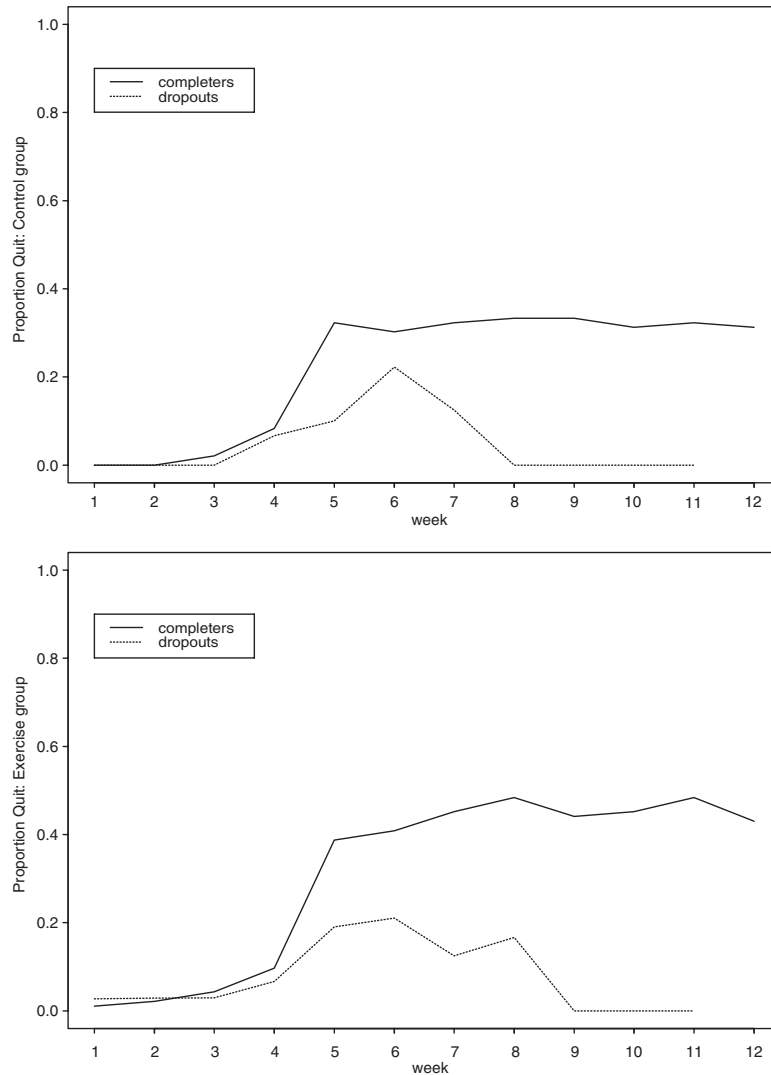 Proportion Quit: Control group
1.0
0.8
0.6
0.4
0.2
0.0
completers
dropouts
1 2 3 4 5 6 7 8 9 10 11 12
week
Proportion Quit: Exercise group
1.0
0.8
0.6
0.4
0.2
0.0
completers
dropouts
1 2 3 4 5 6 7 8 9 10 11 12
week